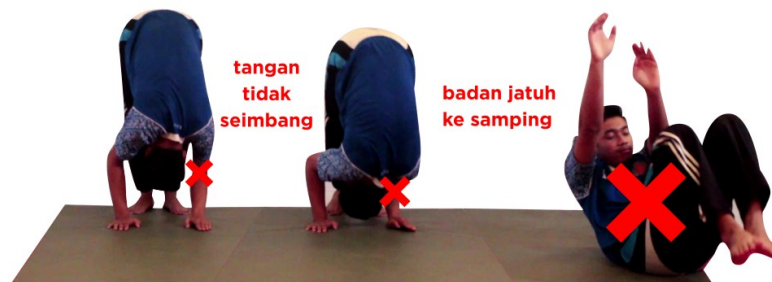 tangan
tidak
seimbang
badan jatuh
ke samping